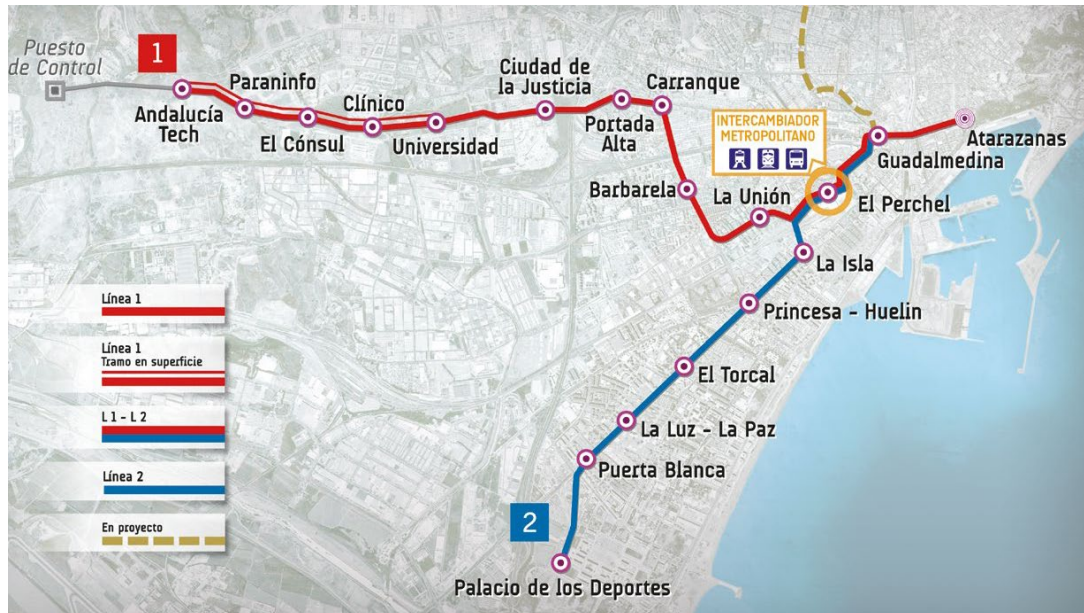 Puesto
de Control
1
Andalucía
Tech
Paraninfo
El Cónsul
Clínico
Universidad
Ciudad de
la Justicia
Portada
Alta
Carranque
INTERCAMBIADOR
METROPOLITANO
Guadalmedina
Atarazanas
Barbarela
La Unión
El Perchel
La Isla
Princesa - Huelin
El Torcal
La Luz - La Paz
Puerta Blanca
2
Palacio de los Deportes
Línea 1
Línea 1
Tramo en superficie
L 1 - L 2
Línea 2
En proyecto